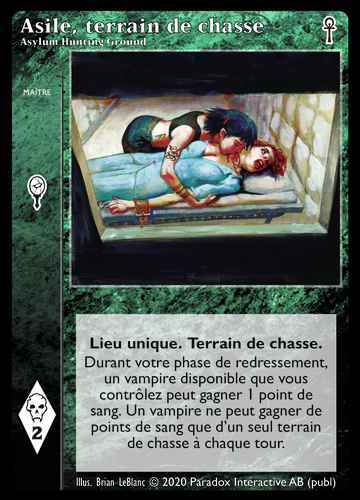 Asile, terrain de chasse
Asylum Hunting Ground
MAÎTRE
Lieu unique. Terrain de chasse.
Durant votre phase de redressement,
un vampire disponible que vous
contrôlez peut gagner 1 point de
sang. Un vampire ne peut gagner de
points de sang que d'un seul terrain
de chasse à chaque tour.
2
Illus. Brian LeBlanc © 2020 Paradox Interactive AB (publ)